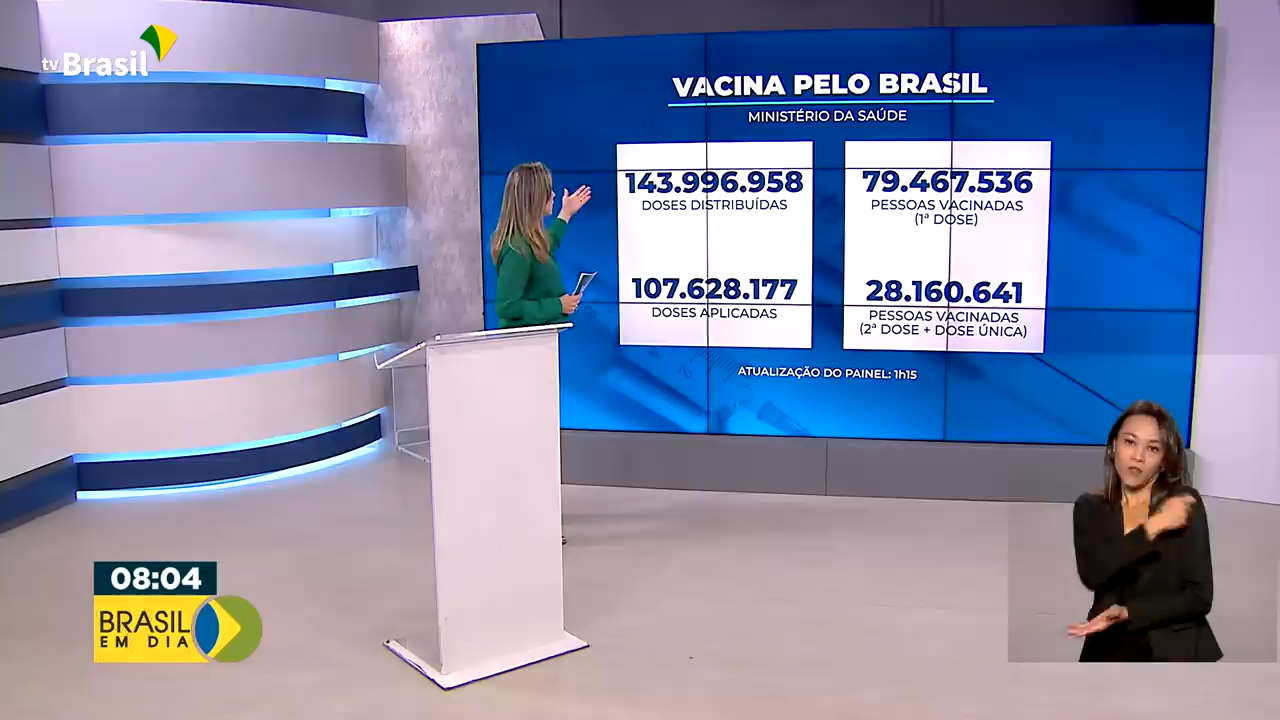 tv Brasil
VACINA PELO BRASIL
MINISTÉRIO DA SAÚDE
143.996.958
DOSES DISTRIBUÍDAS
107.628.177
DOSES APLICADAS
79.467.536
PESSOAS VACINADAS
(1ª DOSE)
28.160.641
PESSOAS VACINADAS
(2ª DOSE + DOSE ÚNICA)
ATUALIZAÇÃO DO PAINEL: 1h15
08:04
BRASIL
EM DIA